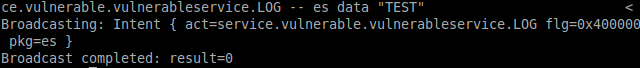 ce.vulnerable.vulnerableservice.LOG -- es data "TEST" <
Broadcasting: Intent { act=service.vulnerable.vulnerableservice.LOG flg=0x400000
 pkg=es }
Broadcast completed: result=0